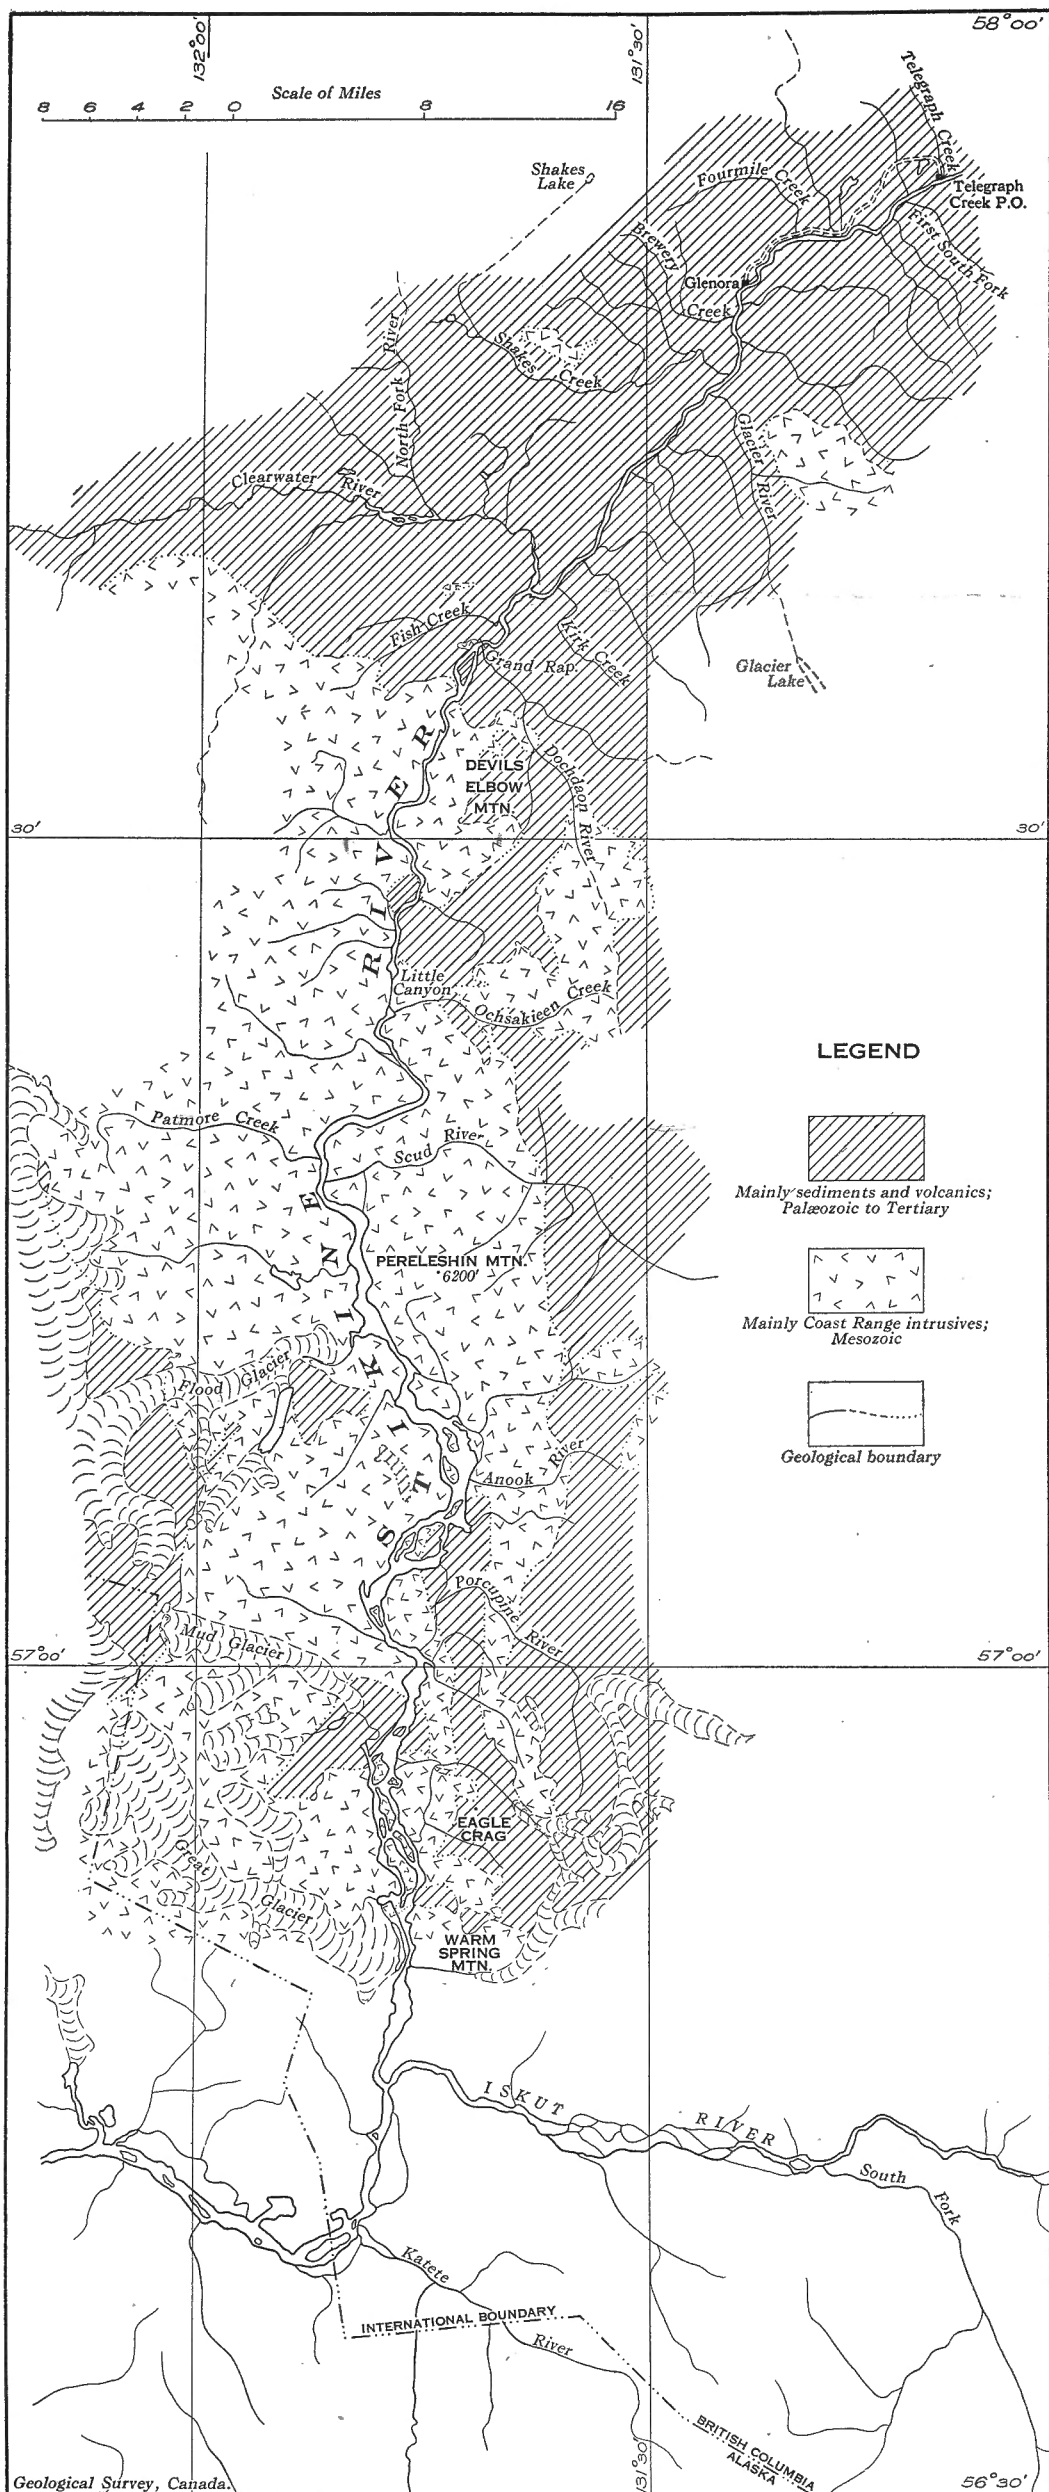 132°00'
131°30'
58°00'
Scale of Miles
8 6 4 2 0 8 16
Telegraph Creek
Shakes
Lake
Fourmile Creek
Telegraph
Creek P.O.
First South Fork
Brewery
Glenora
Creek
North Fork River
Shakes Creek
Glacier River
Clearwater River
Fish Creek
Kirk Creek
Grand Rap.
Glacier
Lake
DEVILS
ELBOW
MTN.
Dochdaon River
30'
30'
Little
Canyon
Ochsakieen Creek
LEGEND
Patmore Creek
Scud River
Mainly sediments and volcanics;
Palæozoic to Tertiary
PERELESHIN MTN.
6200'
Mainly Coast Range intrusives;
Mesozoic
Flood Glacier
STIKINE RIVER
Anook River
Geological boundary
Porcupine River
Mud Glacier
57°00'
57°00'
EAGLE
CRAG
Great Glacier
WARM
SPRING
MTN.
ISKUT RIVER
South Fork
Katete River
INTERNATIONAL BOUNDARY
BRITISH COLUMBIA
ALASKA
131°30'
56°30'
Geological Survey, Canada.